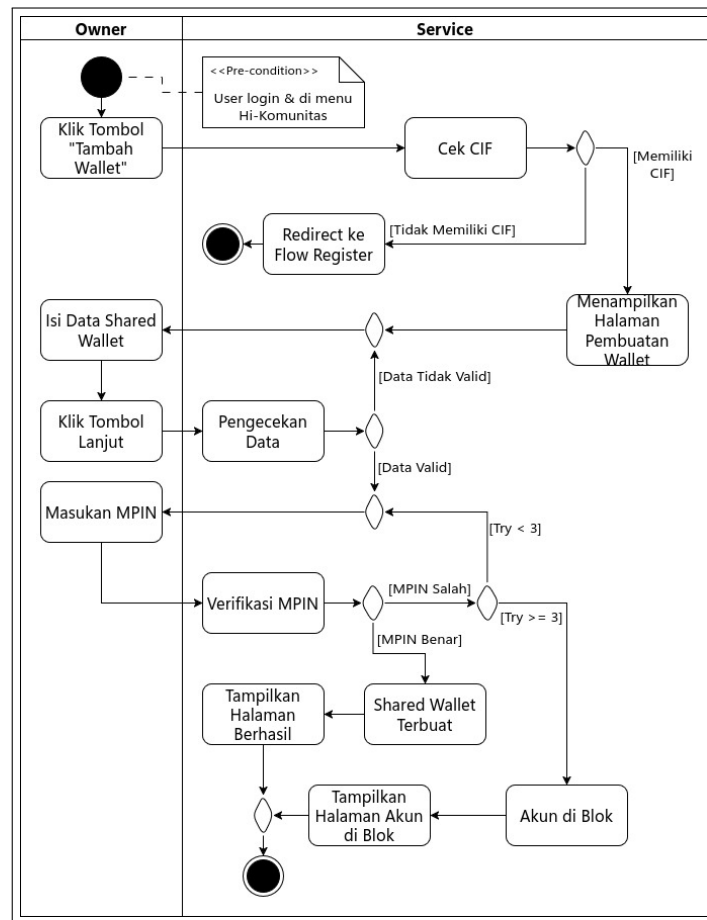 Owner
Service
<<Pre-condition>>
User login & di menu
Hi-Komunitas
Klik Tombol
"Tambah
Wallet"
Cek CIF
[Memiliki
CIF]
[Tidak Memiliki CIF]
Redirect ke
Flow Register
Menampilkan
Halaman
Pembuatan
Wallet
Isi Data Shared
Wallet
[Data Tidak Valid]
Klik Tombol
Lanjut
Pengecekan
Data
[Data Valid]
Masukan MPIN
[Try < 3]
Verifikasi MPIN
[MPIN Salah]
[Try >= 3]
[MPIN Benar]
Tampilkan
Halaman
Berhasil
Shared Wallet
Terbuat
Tampilkan
Halaman Akun
di Blok
Akun di Blok